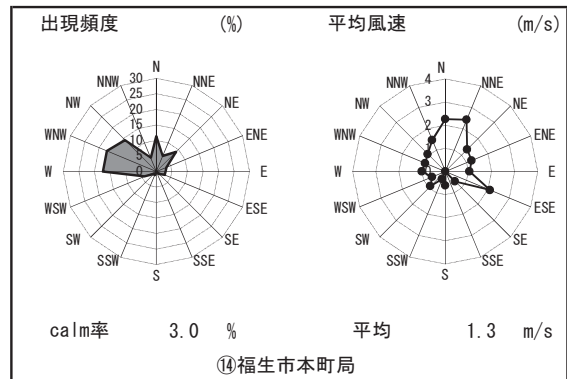 出現頻度 (%) 平均風速 (m/s)
N N
NNW NNE NNW NNE
NW NE NW NE
WNW ENE WNW ENE
W E W E
WSW ESE WSW ESE
SW SE SW SE
SSW SSE SSW SSE
S S
30
25
20
15
10
5
0
4
3
2
1
0
calm率 3.0 % 平均 1.3 m/s
⑭福生市本町局